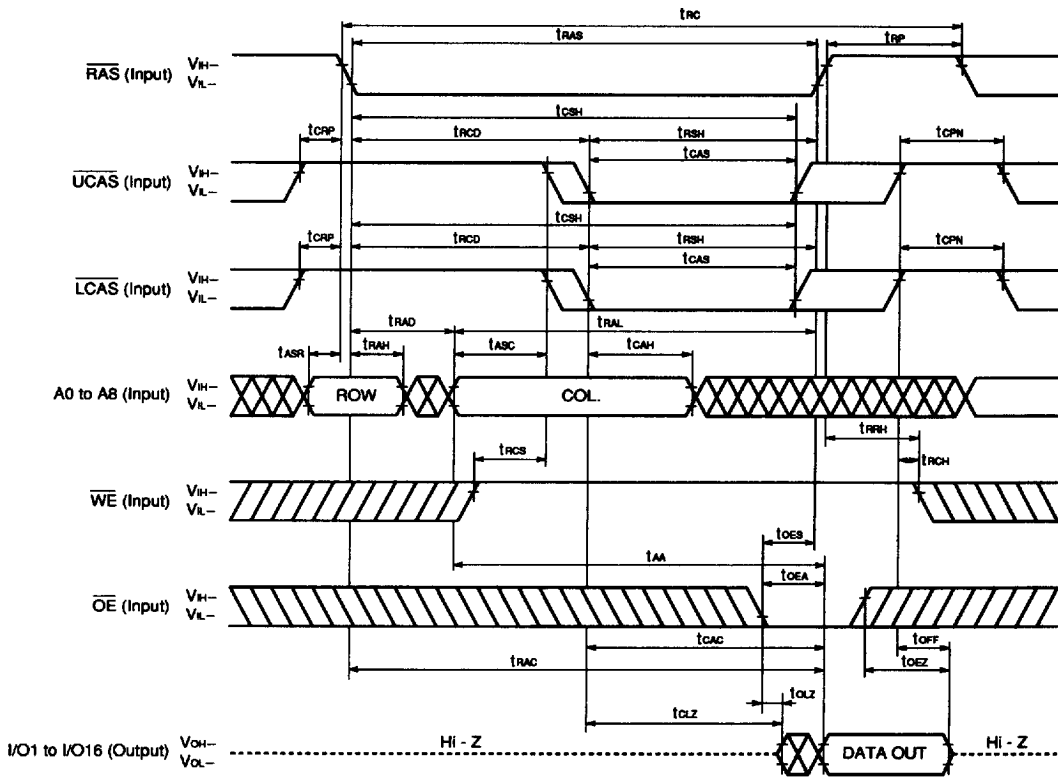 tRC
tRAS
tRP
RAS (Input) VIH– VIL–
tCSH
tCRP tRCD tRSH tCPN
tCAS
UCAS (Input) VIH– VIL–
tCSH
tCRP tRCD tRSH tCPN
tCAS
LCAS (Input) VIH– VIL–
tRAD tRAL
tASR tRAH tASC tCAH
A0 to A8 (Input) VIH– VIL– ROW COL.
tRRH
tRCS tRCH
WE (Input) VIH– VIL–
tOES
tAA tOEA
OE (Input) VIH– VIL–
tCAC tOFF
tRAC tOEZ
tOLZ
tCLZ
I/O1 to I/O16 (Output) VOH– VOL– Hi - Z DATA OUT Hi - Z